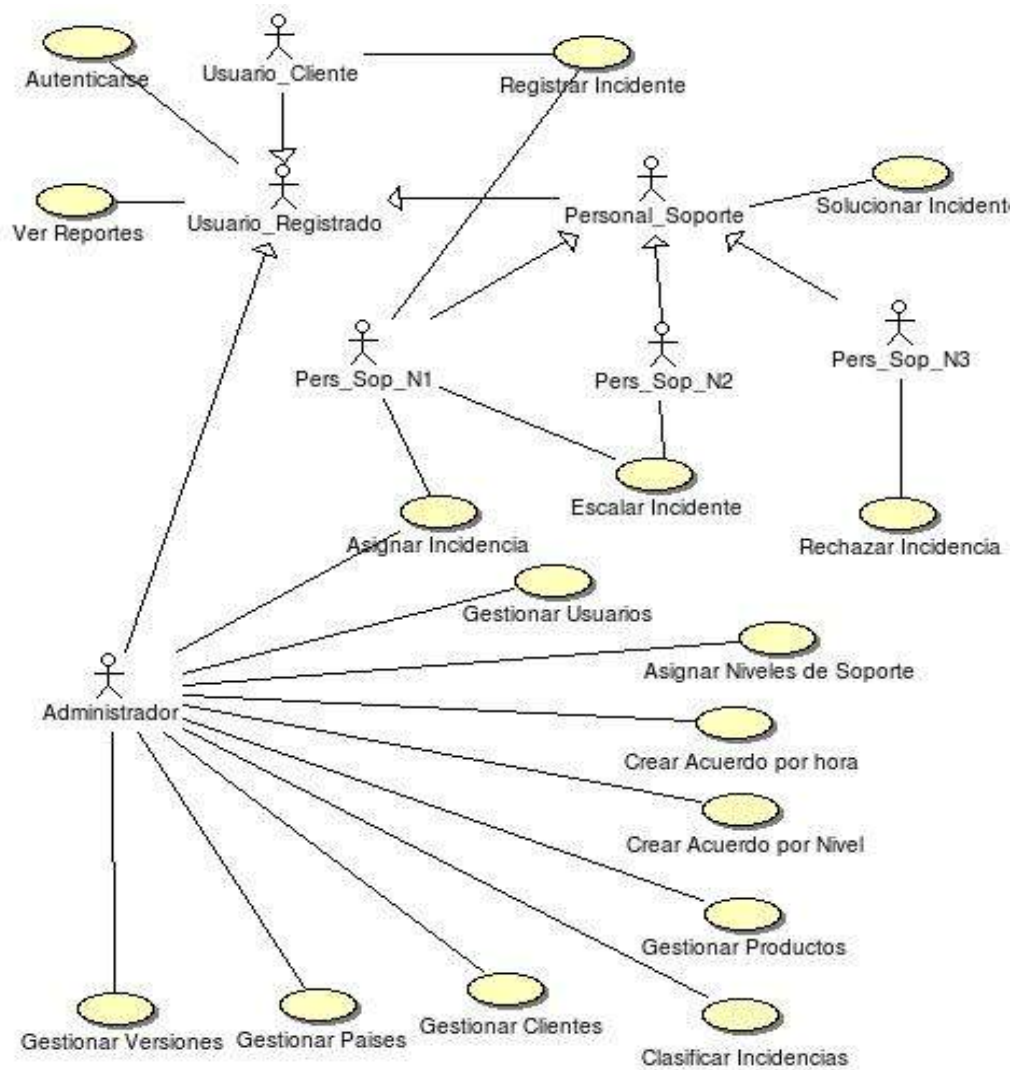 Autenticarse
Usuario_Cliente
Registrar Incidente
Ver Reportes
Usuario_Registrado
Personal_Soporte
Solucionar Incidente
Pers_Sop_N1
Pers_Sop_N2
Pers_Sop_N3
Asignar Incidencia
Escalar Incidente
Rechazar Incidencia
Gestionar Usuarios
Asignar Niveles de Soporte
Administrador
Crear Acuerdo por hora
Crear Acuerdo por Nivel
Gestionar Productos
Gestionar Versiones
Gestionar Paises
Gestionar Clientes
Clasificar Incidencias